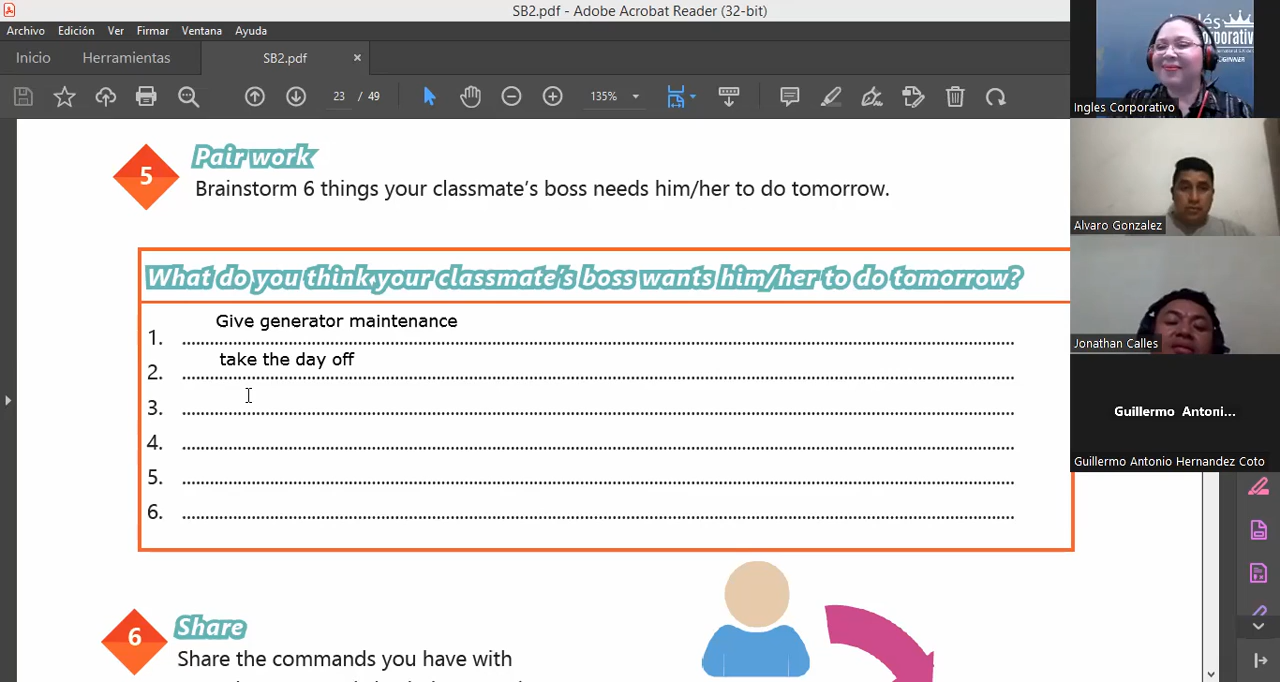 SB2.pdf - Adobe Acrobat Reader (32-bit)
Archivo Edición Ver Firmar Ventana Ayuda
Inicio Herramientas SB2.pdf ×
23 / 49 135%
Ingles Corporativo
Alvaro Gonzalez
Jonathan Calles
Guillermo Antoni...
Guillermo Antonio Hernandez Coto
5 Pair work
Brainstorm 6 things your classmate's boss needs him/her to do tomorrow.
What do you think your classmate's boss wants him/her to do tomorrow?
1. Give generator maintenance
2. take the day off
3.
4.
5.
6.
6 Share
Share the commands you have with